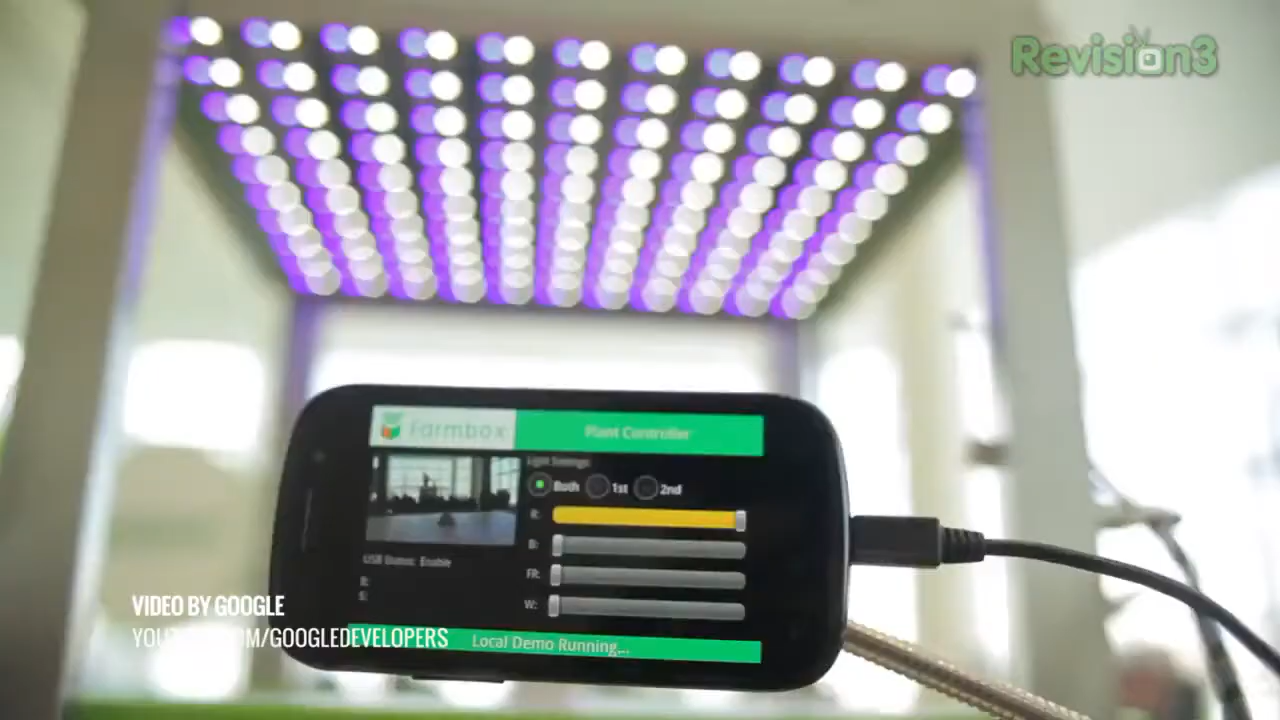 Revision3
Farmbox
Plant Controller
Light Settings
Both 1st 2nd
R:
B:
FR:
W:
USB Status: Enable
R:
S:
Local Demo Running...
VIDEO BY GOOGLE
GOOGLEDEVELOPERS